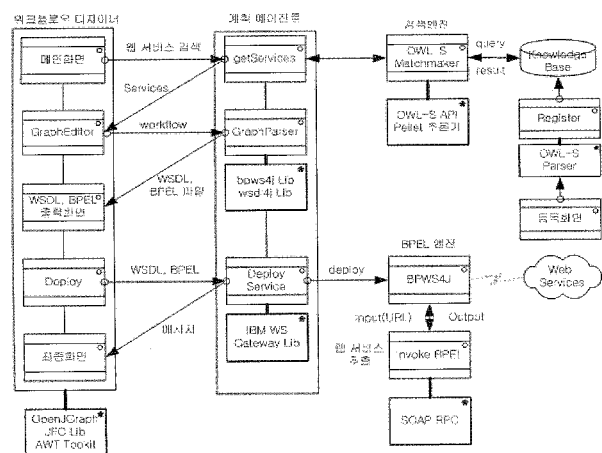 워크플로우 디자이너
계획 에이전트
검색엔진
메인화면
웹 서비스 검색
getServices
OWL-S
Matchmaker
query
result
Knowledge
Base
Services
GraphEditor
workflow
GraphParser
OWL-S API
Pellet 추론기
Register
OWL-S
Parser
WSDL, BPEL
출력화면
WSDL,
BPEL 파일
bpws4j Lib
wsdl4j Lib
등록화면
BPEL 엔진
Deploy
WSDL, BPEL
Deploy
Service
deploy
BPWS4J
Web
Services
메시지
input(URL)
Output
최종화면
IBM WS
Gateway Lib
웹 서비스
호출
Invoke BPEL
OpenJGraph
JFC Lib
AWT Tookit
SOAP RPC